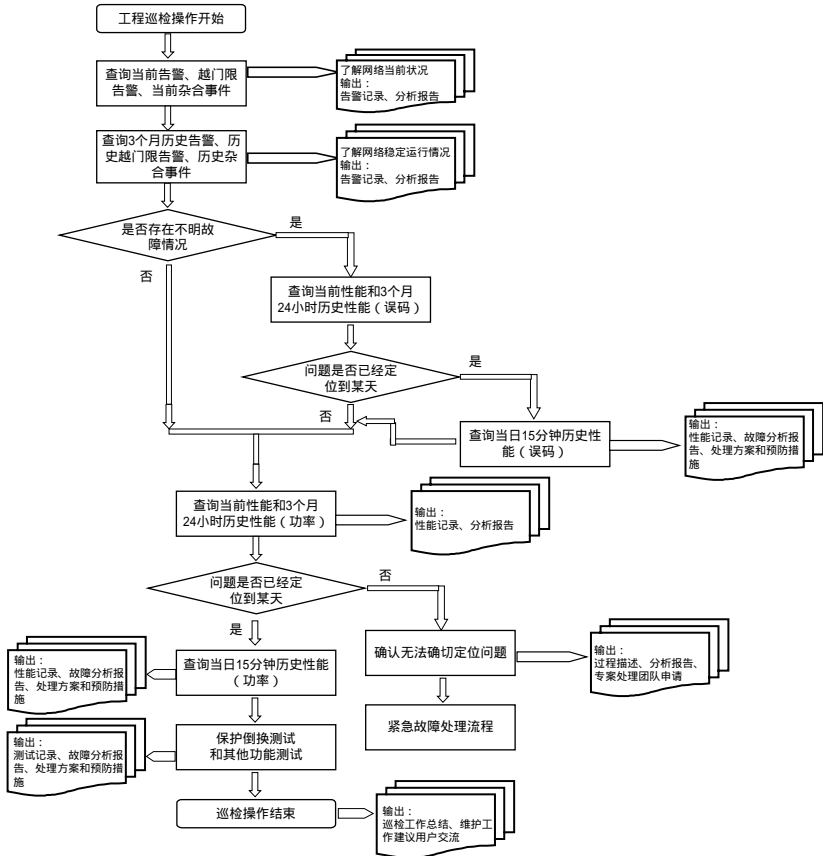 工程巡检操作开始
查询当前告警、越门限
告警、当前杂合事件
了解网络当前状况
输出：
告警记录、分析报告
查询3个月历史告警、历
史越门限告警、历史杂
合事件
了解网络稳定运行情况
输出：
告警记录、分析报告
是否存在不明故
障情况
是
否
查询当前性能和3个月
24小时历史性能（误码）
问题是否已经定
位到某天
是
否
查询当日15分钟历史性
能（误码）
输出：
性能记录、故障分析报
告、处理方案和预防措
施
查询当前性能和3个月
24小时历史性能（功率）
输出：
性能记录、分析报告
问题是否已经定
位到某天
否
是
确认无法确切定位问题
输出：
过程描述、分析报告、
专案处理团队申请
查询当日15分钟历史性能
（功率）
输出：
性能记录、故障分析报
告、处理方案和预防措
施
紧急故障处理流程
保护倒换测试
和其他功能测试
输出：
测试记录、故障分析报
告、处理方案和预防措
施
巡检操作结束
输出：
巡检工作总结、维护工
作建议用户交流